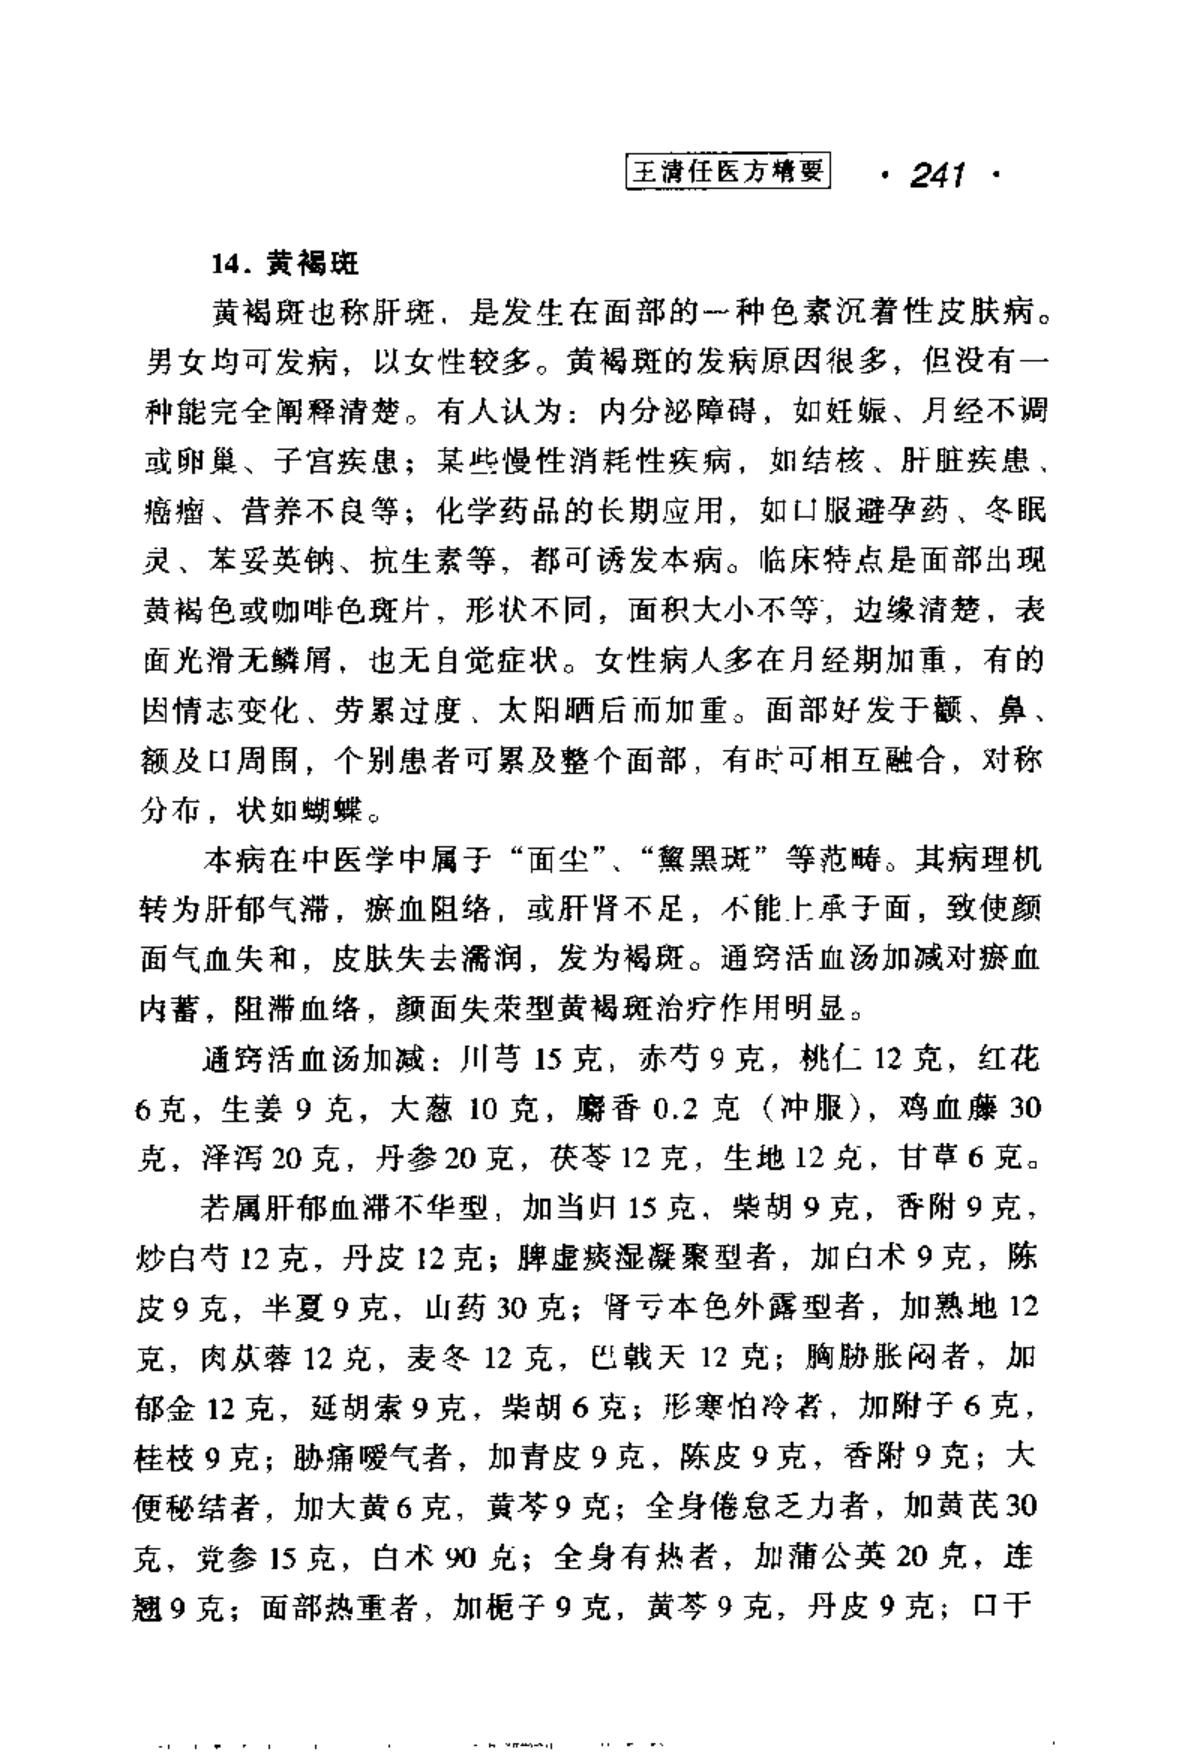 王清任医方精要 · 241 ·
14. 黄褐斑
黄褐斑也称肝斑，是发生在面部的一种色素沉着性皮肤病。
男女均可发病，以女性较多。黄褐斑的发病原因很多，但没有一
种能完全阐释清楚。有人认为：内分泌障碍，如妊娠、月经不调
或卵巢、子宫疾患；某些慢性消耗性疾病，如结核、肝脏疾患、
癌瘤、营养不良等；化学药品的长期应用，如口服避孕药、冬眠
灵、苯妥英钠、抗生素等，都可诱发本病。临床特点是面部出现
黄褐色或咖啡色斑片，形状不同，面积大小不等，边缘清楚，表
面光滑无鳞屑，也无自觉症状。女性病人多在月经期加重，有的
因情志变化、劳累过度、太阳晒后而加重。面部好发于颧、鼻、
额及口周围，个别患者可累及整个面部，有时可相互融合，对称
分布，状如蝴蝶。
本病在中医学中属于“面尘”、“黧黑斑”等范畴。其病理机
转为肝郁气滞，瘀血阻络，或肝肾不足，不能上承于面，致使颜
面气血失和，皮肤失去濡润，发为褐斑。通窍活血汤加减对瘀血
内蓄，阻滞血络，颜面失荣型黄褐斑治疗作用明显。
通窍活血汤加减：川芎 15 克，赤芍 9 克，桃仁 12 克，红花
6 克，生姜 9 克，大葱 10 克，麝香 0.2 克（冲服），鸡血藤 30
克，泽泻 20 克，丹参 20 克，茯苓 12 克，生地 12 克，甘草 6 克。
若属肝郁血滞不华型，加当归 15 克，柴胡 9 克，香附 9 克，
炒白芍 12 克，丹皮 12 克；脾虚痰湿凝聚型者，加白术 9 克，陈
皮 9 克，半夏 9 克，山药 30 克；肾亏本色外露型者，加熟地 12
克，肉苁蓉 12 克，麦冬 12 克，巴戟天 12 克；胸胁胀闷者，加
郁金 12 克，延胡索 9 克，柴胡 6 克；形寒怕冷者，加附子 6 克，
桂枝 9 克；胁痛嗳气者，加青皮 9 克，陈皮 9 克，香附 9 克；大
便秘结者，加大黄 6 克，黄芩 9 克；全身倦怠乏力者，加黄芪 30
克，党参 15 克，白术 90 克；全身有热者，加蒲公英 20 克，连
翘 9 克；面部热重者，加栀子 9 克，黄芩 9 克，丹皮 9 克；口干